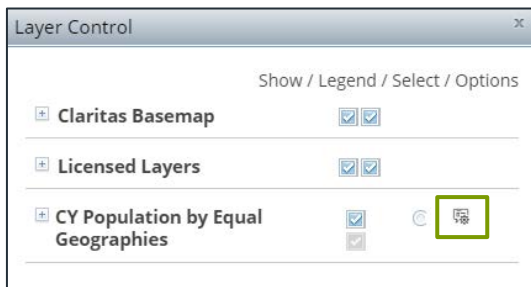 Layer Control x
Show / Legend / Select / Options
Claritas Basemap
Licensed Layers
CY Population by Equal
Geographies